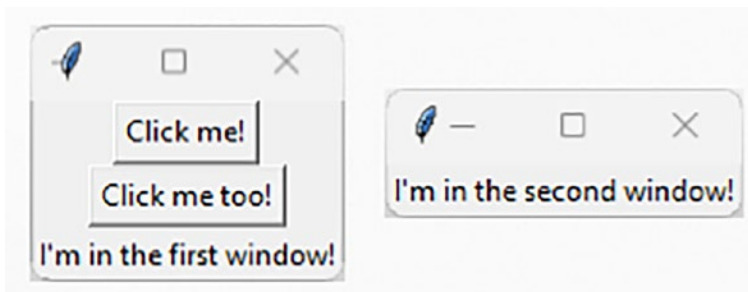 Click me!
Click me too!
I'm in the first window!
I'm in the second window!